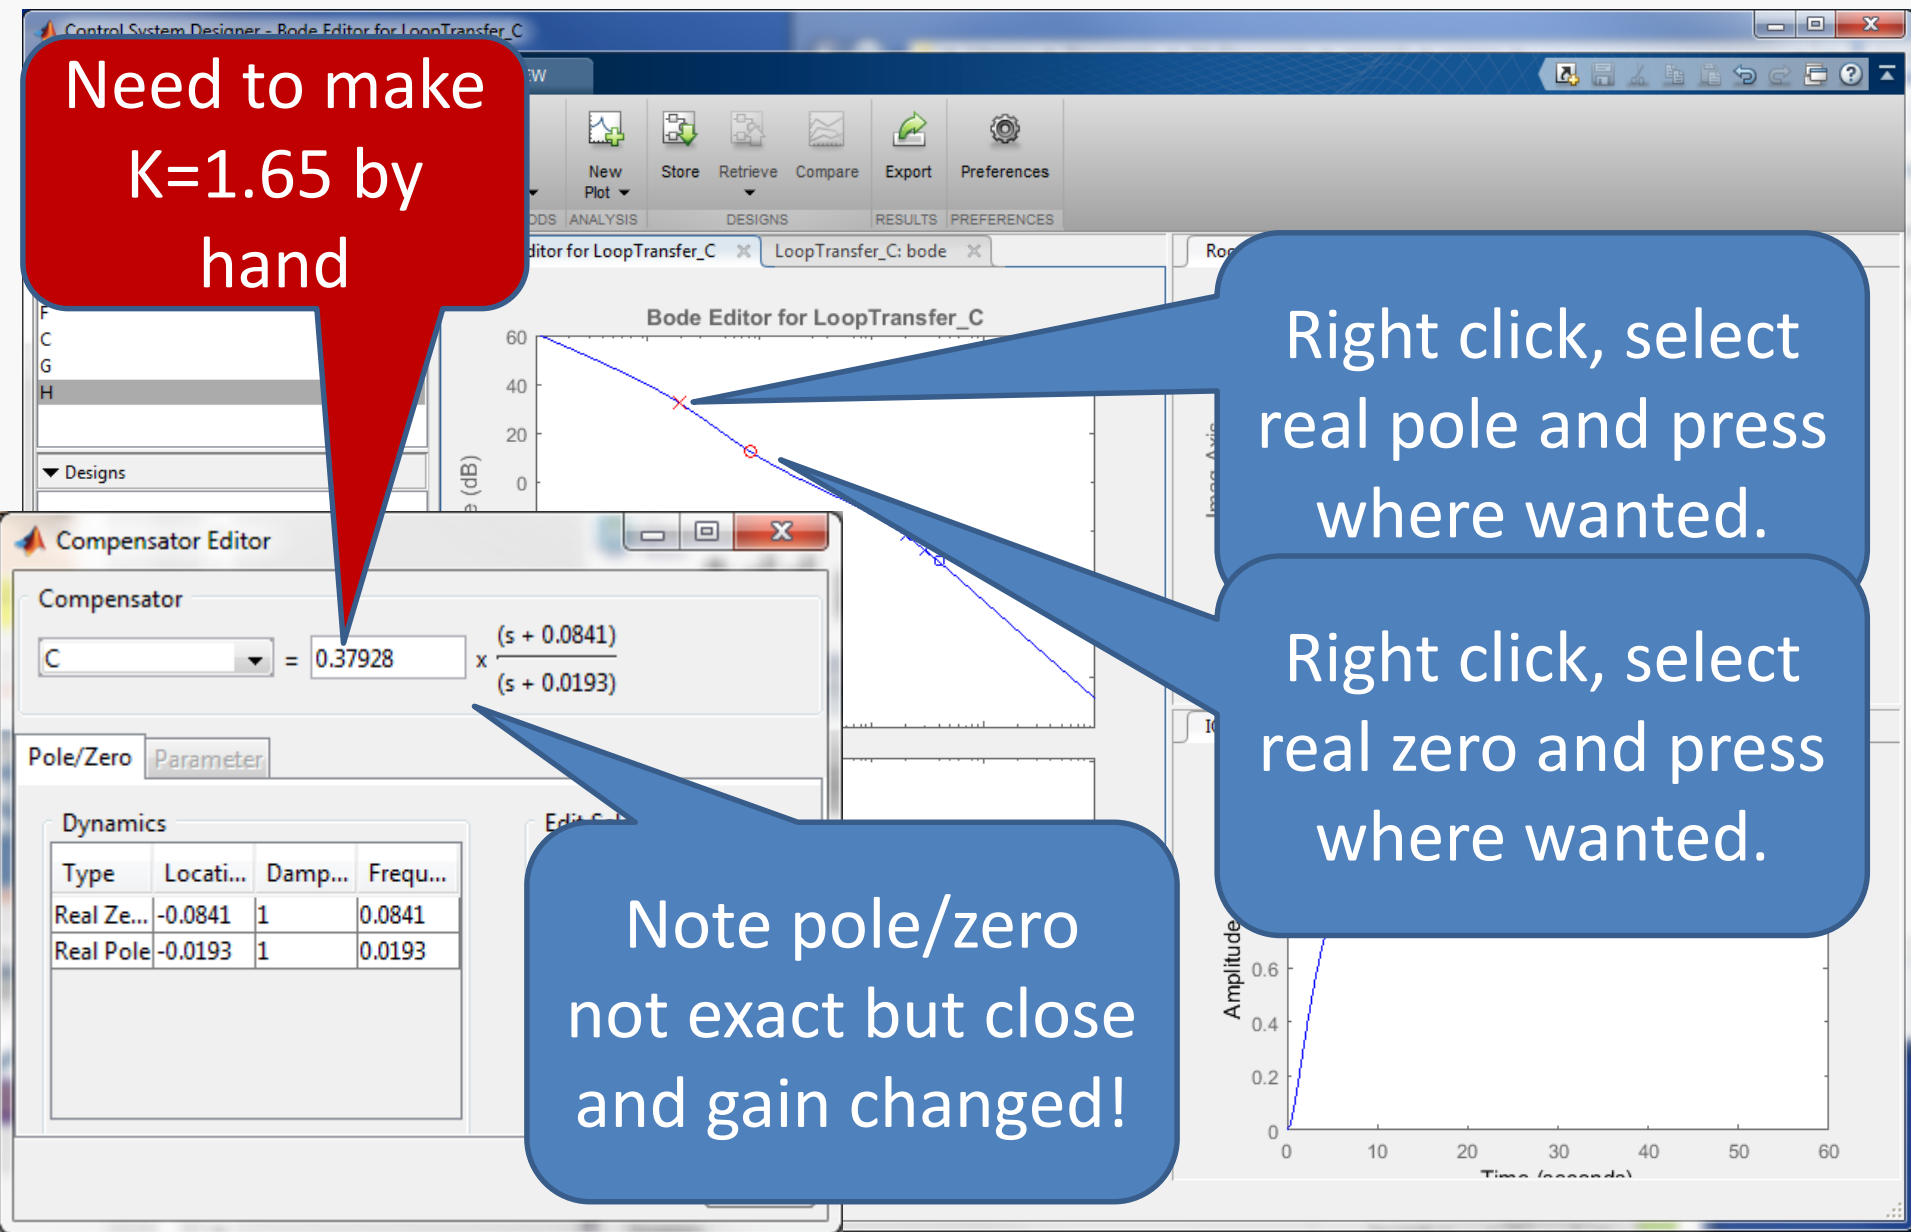 Control System Designer - Bode Editor for LoopTransfer_C
Need to make
K=1.65 by
hand
New
Plot
Store
Retrieve
Compare
Export
Preferences
ANALYSIS
DESIGNS
RESULTS
PREFERENCES
for LoopTransfer_C
LoopTransfer_C: bode
F
C
G
H
Designs
Bode Editor for LoopTransfer_C
60
40
20
0
(dB)
Right click, select
real pole and press
where wanted.
Right click, select
real zero and press
where wanted.
Compensator Editor
Compensator
C
= 0.37928 x
(s + 0.0841)
(s + 0.0193)
Pole/Zero
Parameter
Dynamics
Type Locati... Damp... Frequ...
Real Ze... -0.0841 1 0.0841
Real Pole -0.0193 1 0.0193
Note pole/zero
not exact but close
and gain changed!
Amplitude
0.6
0.4
0.2
0
0 10 20 30 40 50 60
Time (seconds)